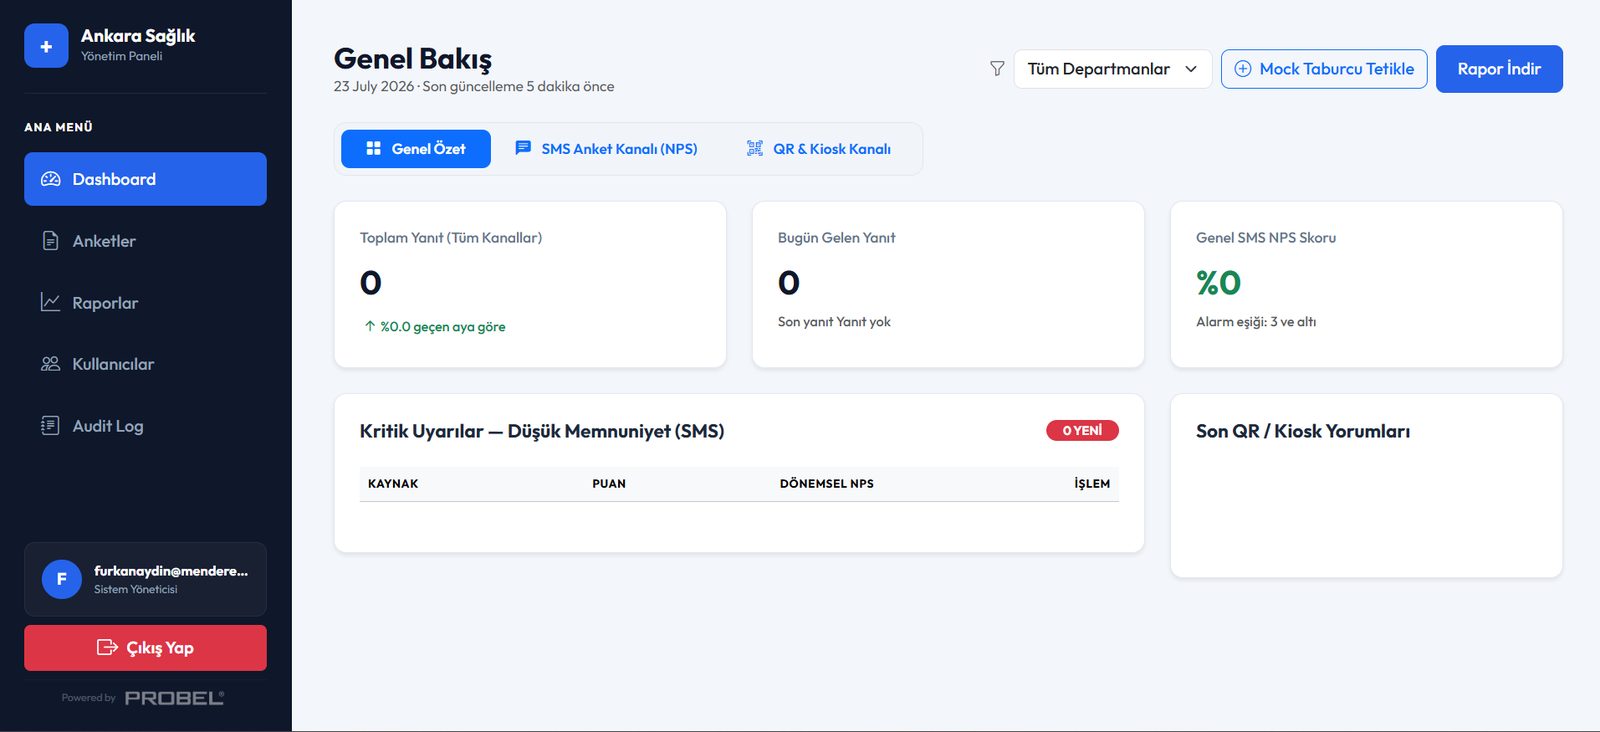 Ankara Sağlık
Yönetim Paneli
ANA MENÜ
Dashboard
Anketler
Raporlar
Kullanıcılar
Audit Log
F
furkanaydin@mendere...
Sistem Yöneticisi
Çıkış Yap
Powered by PROBEL®
Genel Bakış
23 July 2026 · Son güncelleme 5 dakika önce
Tüm Departmanlar
Mock Taburcu Tetikle
Rapor İndir
Genel Özet
SMS Anket Kanalı (NPS)
QR & Kiosk Kanalı
Toplam Yanıt (Tüm Kanallar)
0
↑ %0.0 geçen aya göre
Bugün Gelen Yanıt
0
Son yanıt Yanıt yok
Genel SMS NPS Skoru
%0
Alarm eşiği: 3 ve altı
Kritik Uyarılar — Düşük Memnuniyet (SMS)
0 YENİ
KAYNAK PUAN DÖNEMSEL NPS İŞLEM
Son QR / Kiosk Yorumları